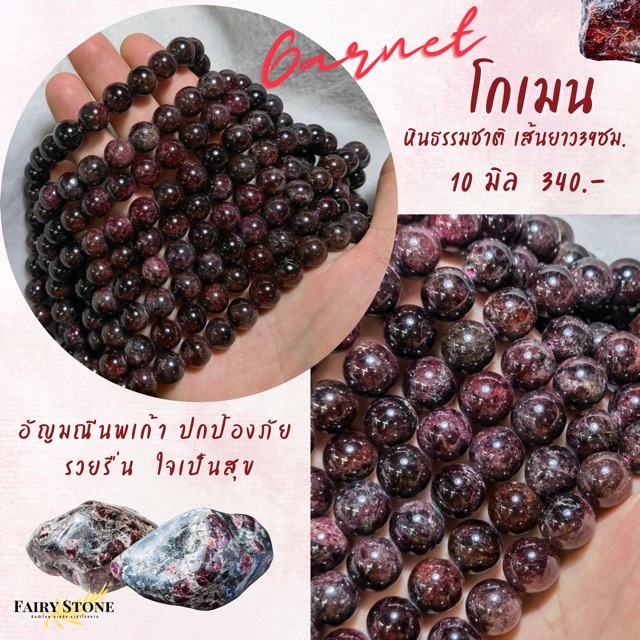 Garnet
โกเมน
หินธรรมชาติ เส้นยาว39ซม.
10 มิล 340.-
อัญมณีนพเก้า ปกป้องภัย
รวยรื่น ใจเป็นสุข
FAIRY STONE